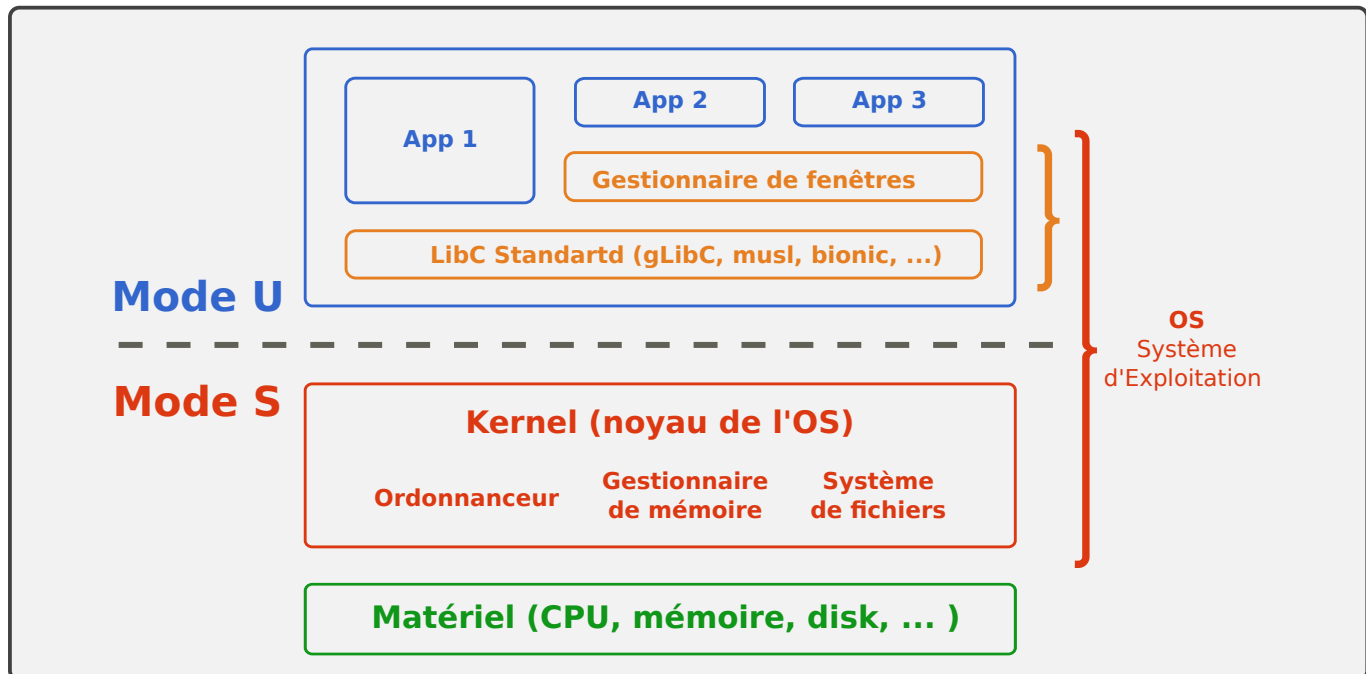 App 1
App 2
App 3
Gestionnaire de fenêtres
LibC Standartd (gLibC, musl, bionic, ...)
Mode U
OS
Système
d'Exploitation
Mode S
Kernel (noyau de l'OS)
Ordonnanceur
Gestionnaire
de mémoire
Système
de fichiers
Matériel (CPU, mémoire, disk, ... )